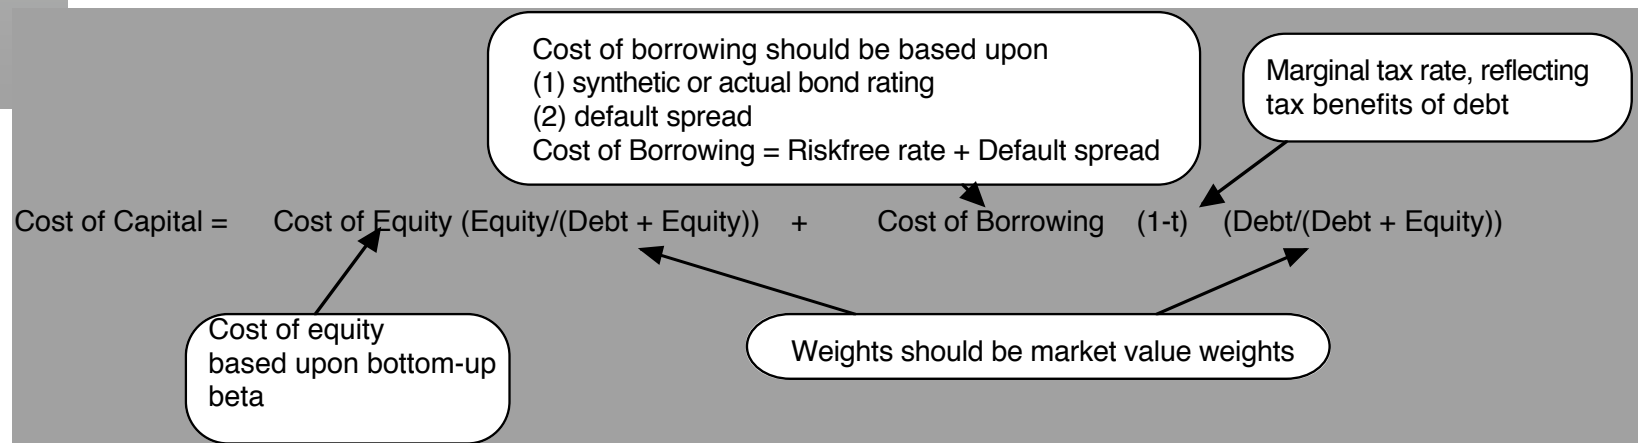 Cost of borrowing should be based upon
(1) synthetic or actual bond rating
(2) default spread
Cost of Borrowing = Riskfree rate + Default spread
Marginal tax rate, reflecting
tax benefits of debt
Cost of Capital = Cost of Equity (Equity/(Debt + Equity)) + Cost of Borrowing (1-t) (Debt/(Debt + Equity))
Cost of equity
based upon bottom-up
beta
Weights should be market value weights